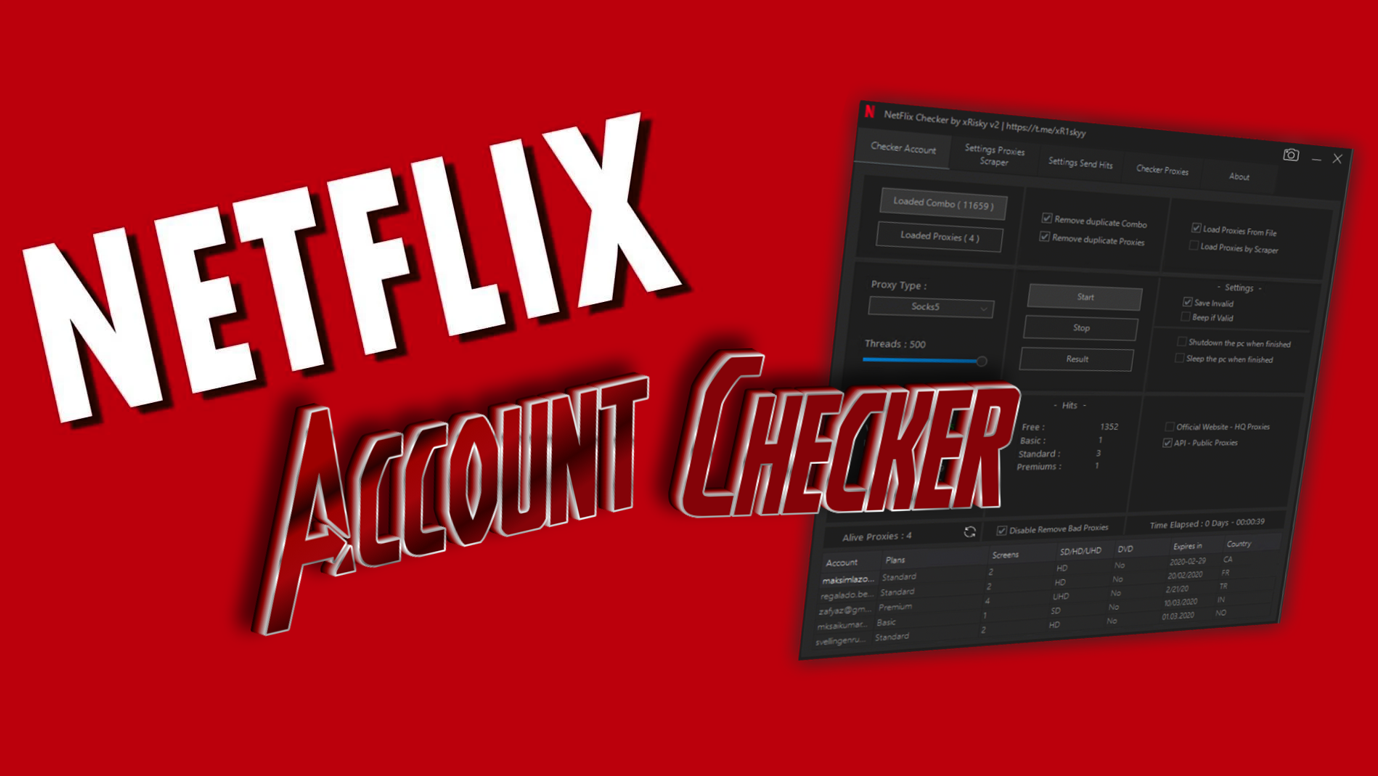 NETFLIX
ACCOUNT CHECKER
NetFlix Checker by xRisky v2 | https://t.me/xR1skyy
Checker Account
Settings Proxies
Scraper
Settings Send Hits
Checker Proxies
About
Loaded Combo ( 11659 )
Loaded Proxies ( 4 )
Remove duplicate Combo
Remove duplicate Proxies
Load Proxies From File
Load Proxies by Scraper
Proxy Type :
Socks5
Threads : 500
Start
Stop
Result
- Settings -
Save Invalid
Beep if Valid
Shutdown the pc when finished
Sleep the pc when finished
- Hits -
Free : 1352
Basic : 1
Standard : 3
Premiums : 1
Official Website - HQ Proxies
API - Public Proxies
Alive Proxies : 4
Disable Remove Bad Proxies
Time Elapsed : 0 Days - 00:00:39
Account Plans Screens SD/HD/UHD DVD Expires in Country
maksimlazo... Standard 2 HD No 2020-02-29 CA
regalado.be... Standard 2 HD No 20/02/2020 FR
zafyaz@gm... Premium 4 UHD No 2/21/20 TR
mksaikumar... Basic 1 SD No 10/03/2020 IN
svellingenru... Standard 2 HD No 01.03.2020 NO